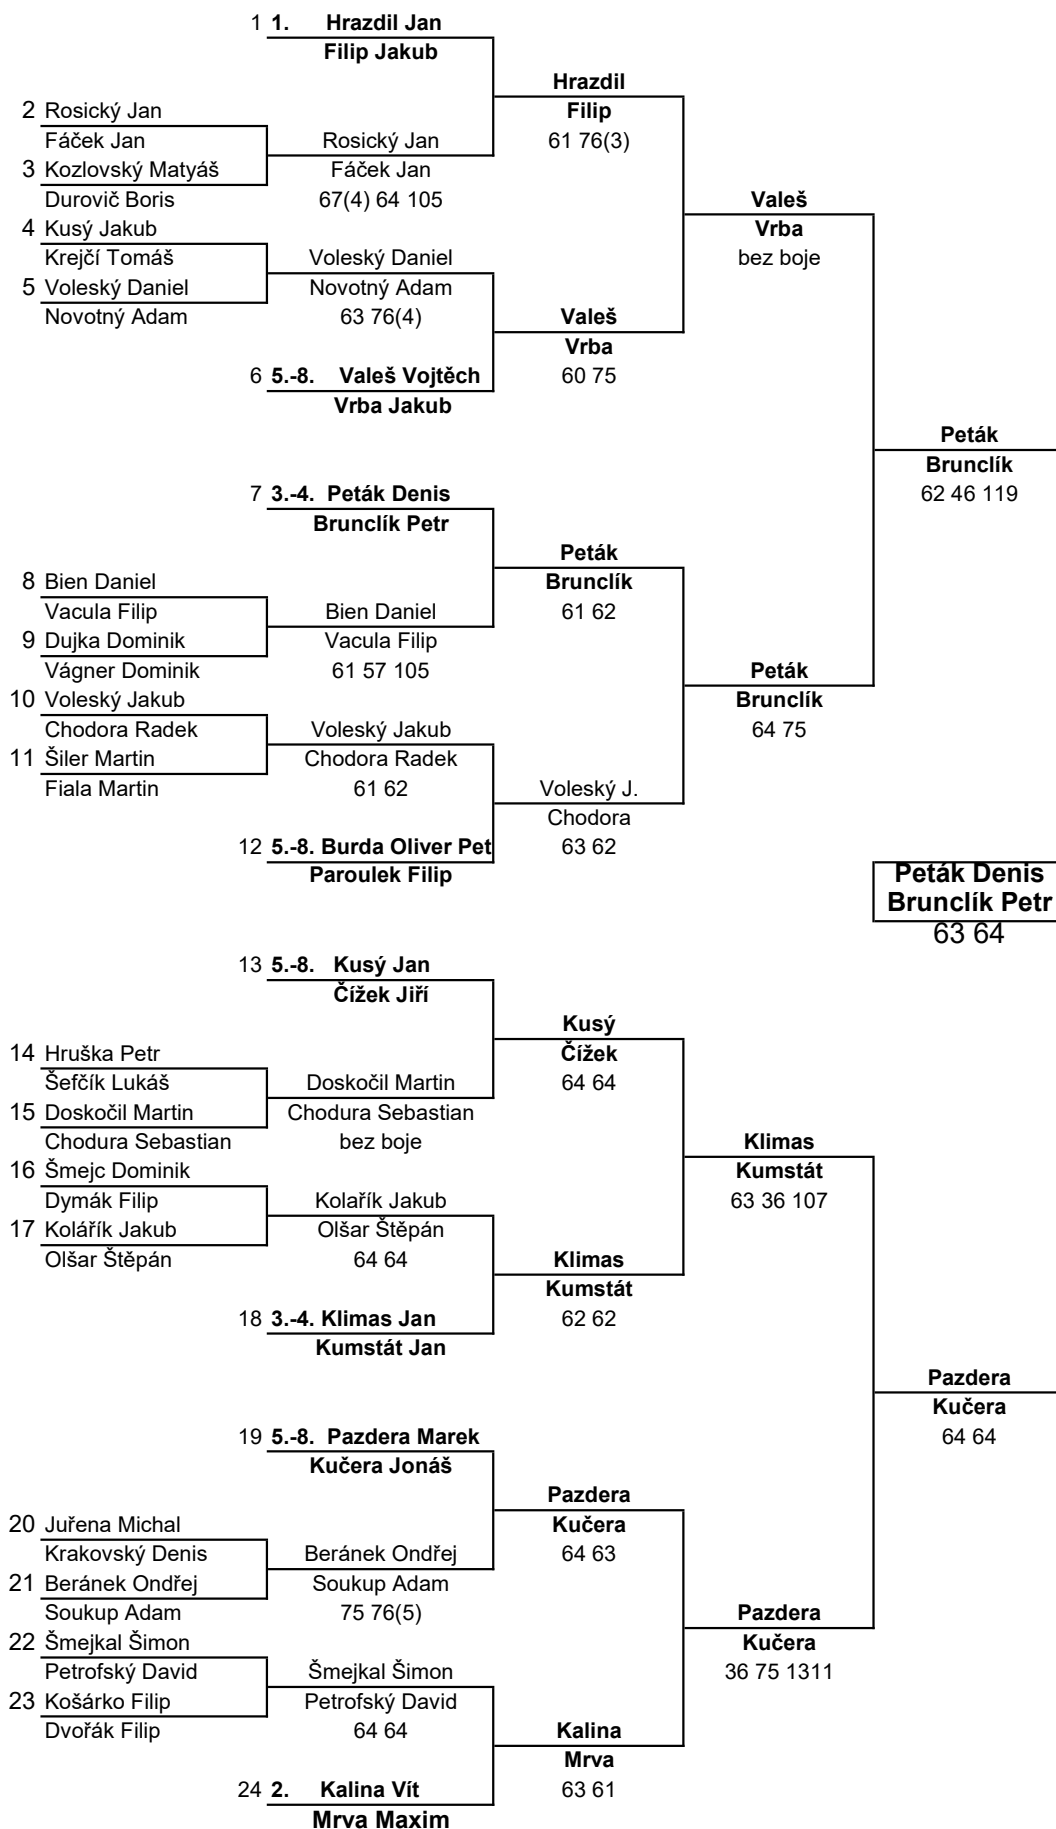 1 1. Hrazdil Jan
Filip Jakub
Hrazdil
2 Rosický Jan
Filip
Fáček Jan
Rosický Jan
61 76(3)
3 Kozlovský Matyáš
Fáček Jan
Durovič Boris
67(4) 64 105
Valeš
4 Kusý Jakub
Vrba
Krejčí Tomáš
Voleský Daniel
bez boje
5 Voleský Daniel
Novotný Adam
Novotný Adam
63 76(4)
Valeš
Vrba
6 5.-8. Valeš Vojtěch
60 75
Vrba Jakub
Peták
Brunclík
7 3.-4. Peták Denis
62 46 119
Brunclík Petr
Peták
8 Bien Daniel
Brunclík
Vacula Filip
Bien Daniel
61 62
9 Dujka Dominik
Vacula Filip
Vágner Dominik
61 57 105
Peták
10 Voleský Jakub
Brunclík
Chodora Radek
Voleský Jakub
64 75
11 Šiler Martin
Chodora Radek
Fiala Martin
61 62
Voleský J.
Chodora
12 5.-8. Burda Oliver Pet
63 62
Paroulek Filip
Peták Denis
Brunclík Petr
63 64
13 5.-8. Kusý Jan
Čížek Jiří
Kusý
14 Hruška Petr
Čížek
Šefčík Lukáš
Doskočil Martin
64 64
15 Doskočil Martin
Chodura Sebastian
Chodura Sebastian
bez boje
Klimas
16 Šmejc Dominik
Kumstát
Dymák Filip
Kolařík Jakub
63 36 107
17 Kolářík Jakub
Olšar Štěpán
Olšar Štěpán
64 64
Klimas
Kumstát
18 3.-4. Klimas Jan
62 62
Kumstát Jan
Pazdera
Kučera
19 5.-8. Pazdera Marek
64 64
Kučera Jonáš
Pazdera
20 Juřena Michal
Kučera
Krakovský Denis
Beránek Ondřej
64 63
21 Beránek Ondřej
Soukup Adam
Soukup Adam
75 76(5)
Pazdera
22 Šmejkal Šimon
Kučera
Petrofský David
Šmejkal Šimon
36 75 1311
23 Košárko Filip
Petrofský David
Dvořák Filip
64 64
Kalina
Mrva
24 2. Kalina Vít
63 61
Mrva Maxim